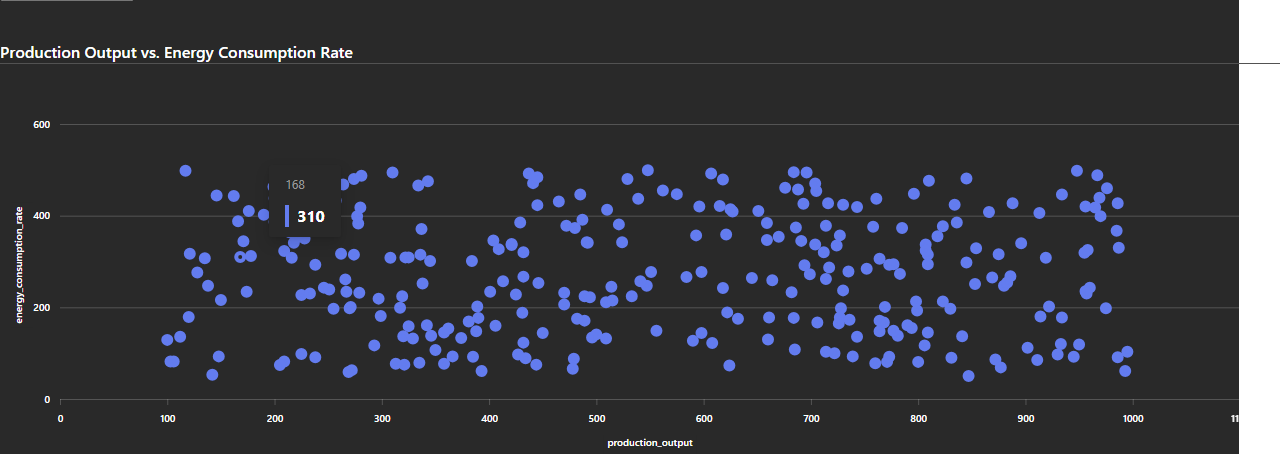 Production Output vs. Energy Consumption Rate
600
168
310
400
energy_consumption_rate
200
0
0 100 200 300 400 500 600 700 800 900 1000 11
production_output